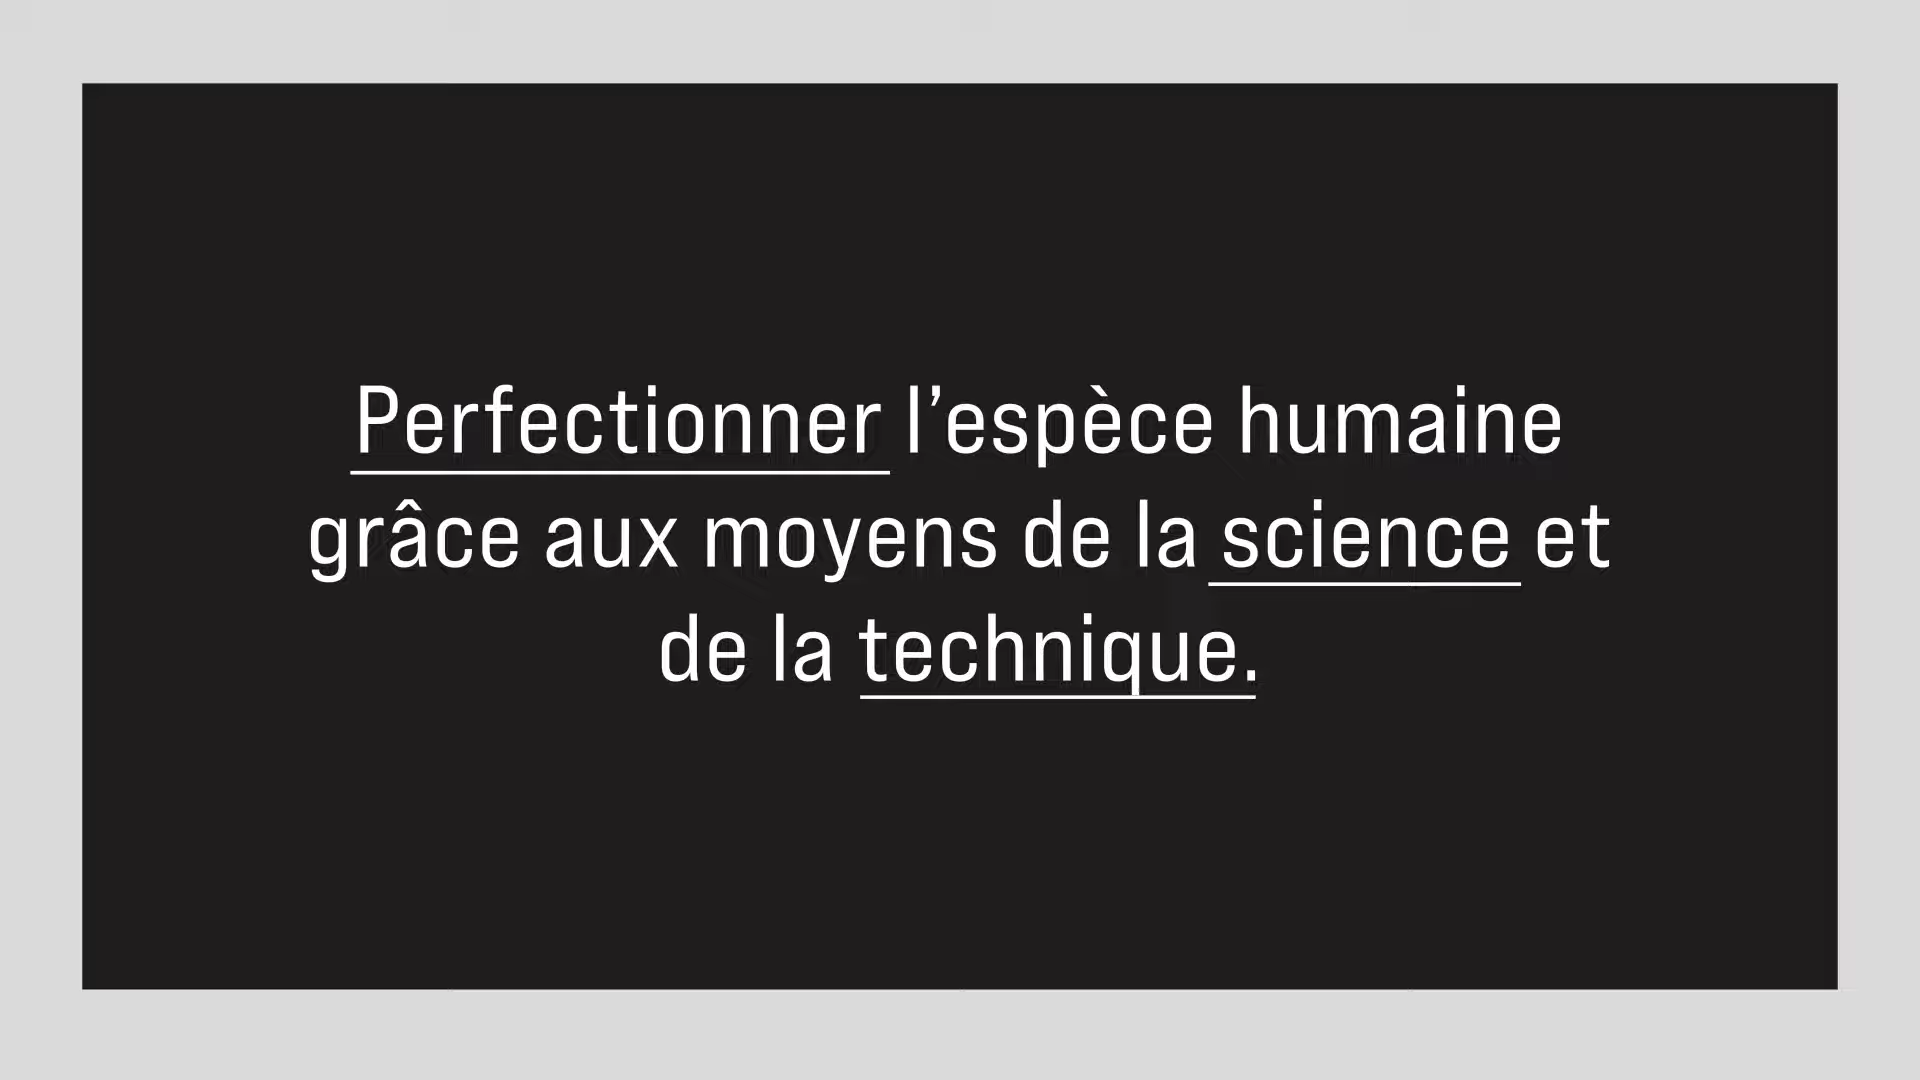 Perfectionner l’espèce humaine
grâce aux moyens de la science et
de la technique.